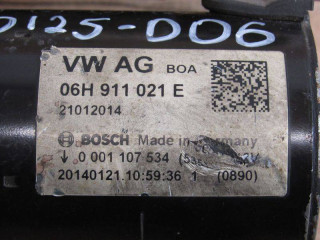 0125-D06
VW AG BOA
06H 911 021 E
21012014
BOSCH Made in Germany
↓ 0 001 107 534
20140121.10:59:36 1 (0890)